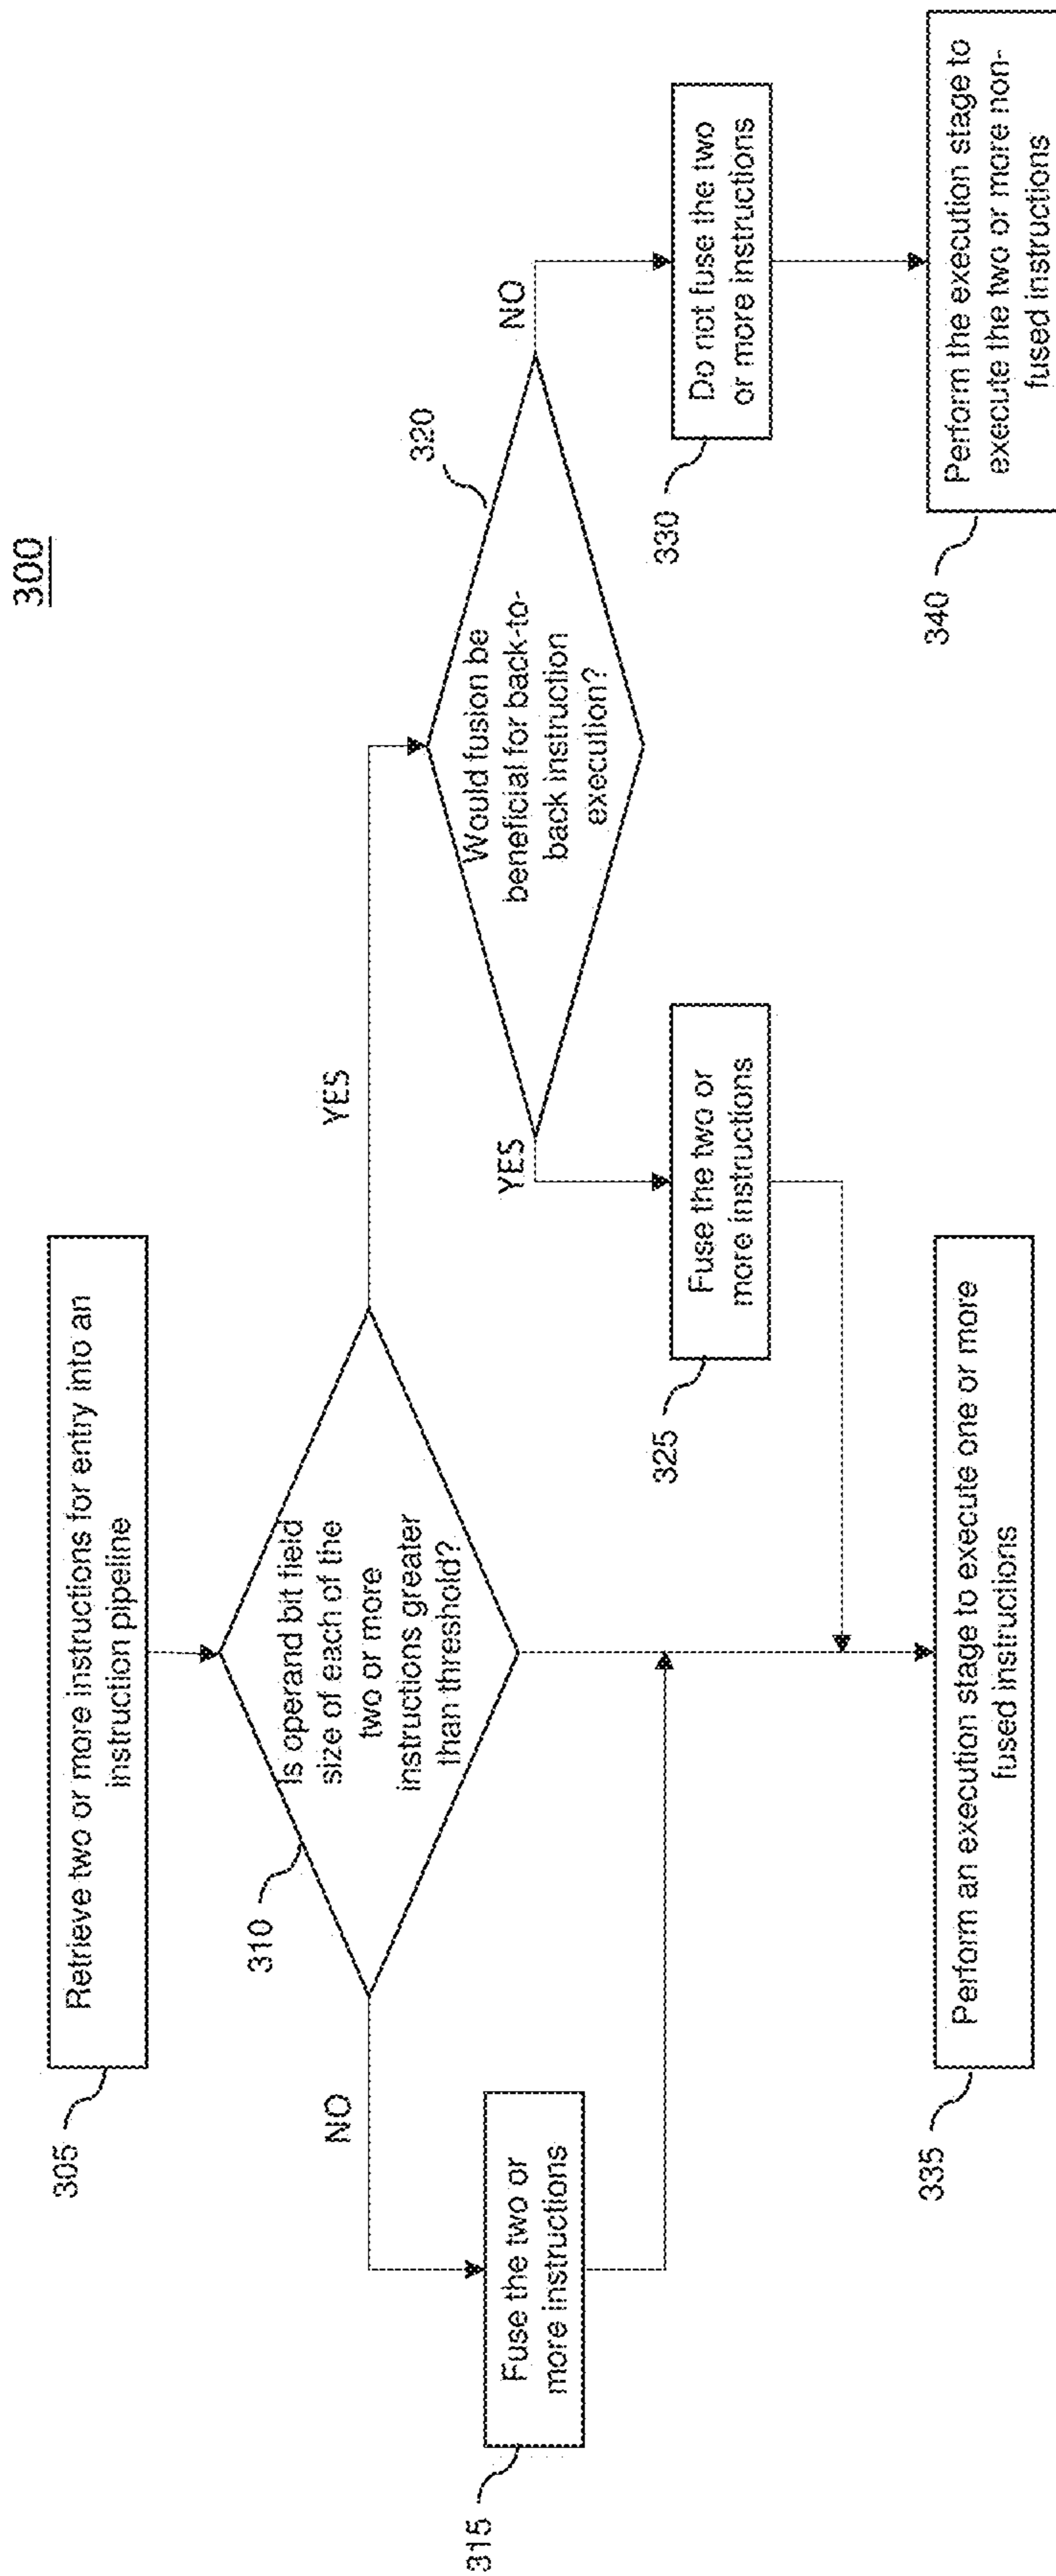 300
305
Retrieve two or more instructions for entry into an
instruction pipeline
310
Is operand bit field
size of each of the
two or more
instructions greater
than threshold?
NO
YES
315
Fuse the two or
more instructions
320
Would fusion be
beneficial for back-to-
back instruction
execution?
YES
NO
325
Fuse the two or
more instructions
330
Do not fuse the two
or more instructions
335
Perform an execution stage to execute one or more
fused instructions
340
Perform the execution stage to
execute the two or more non-
fused instructions